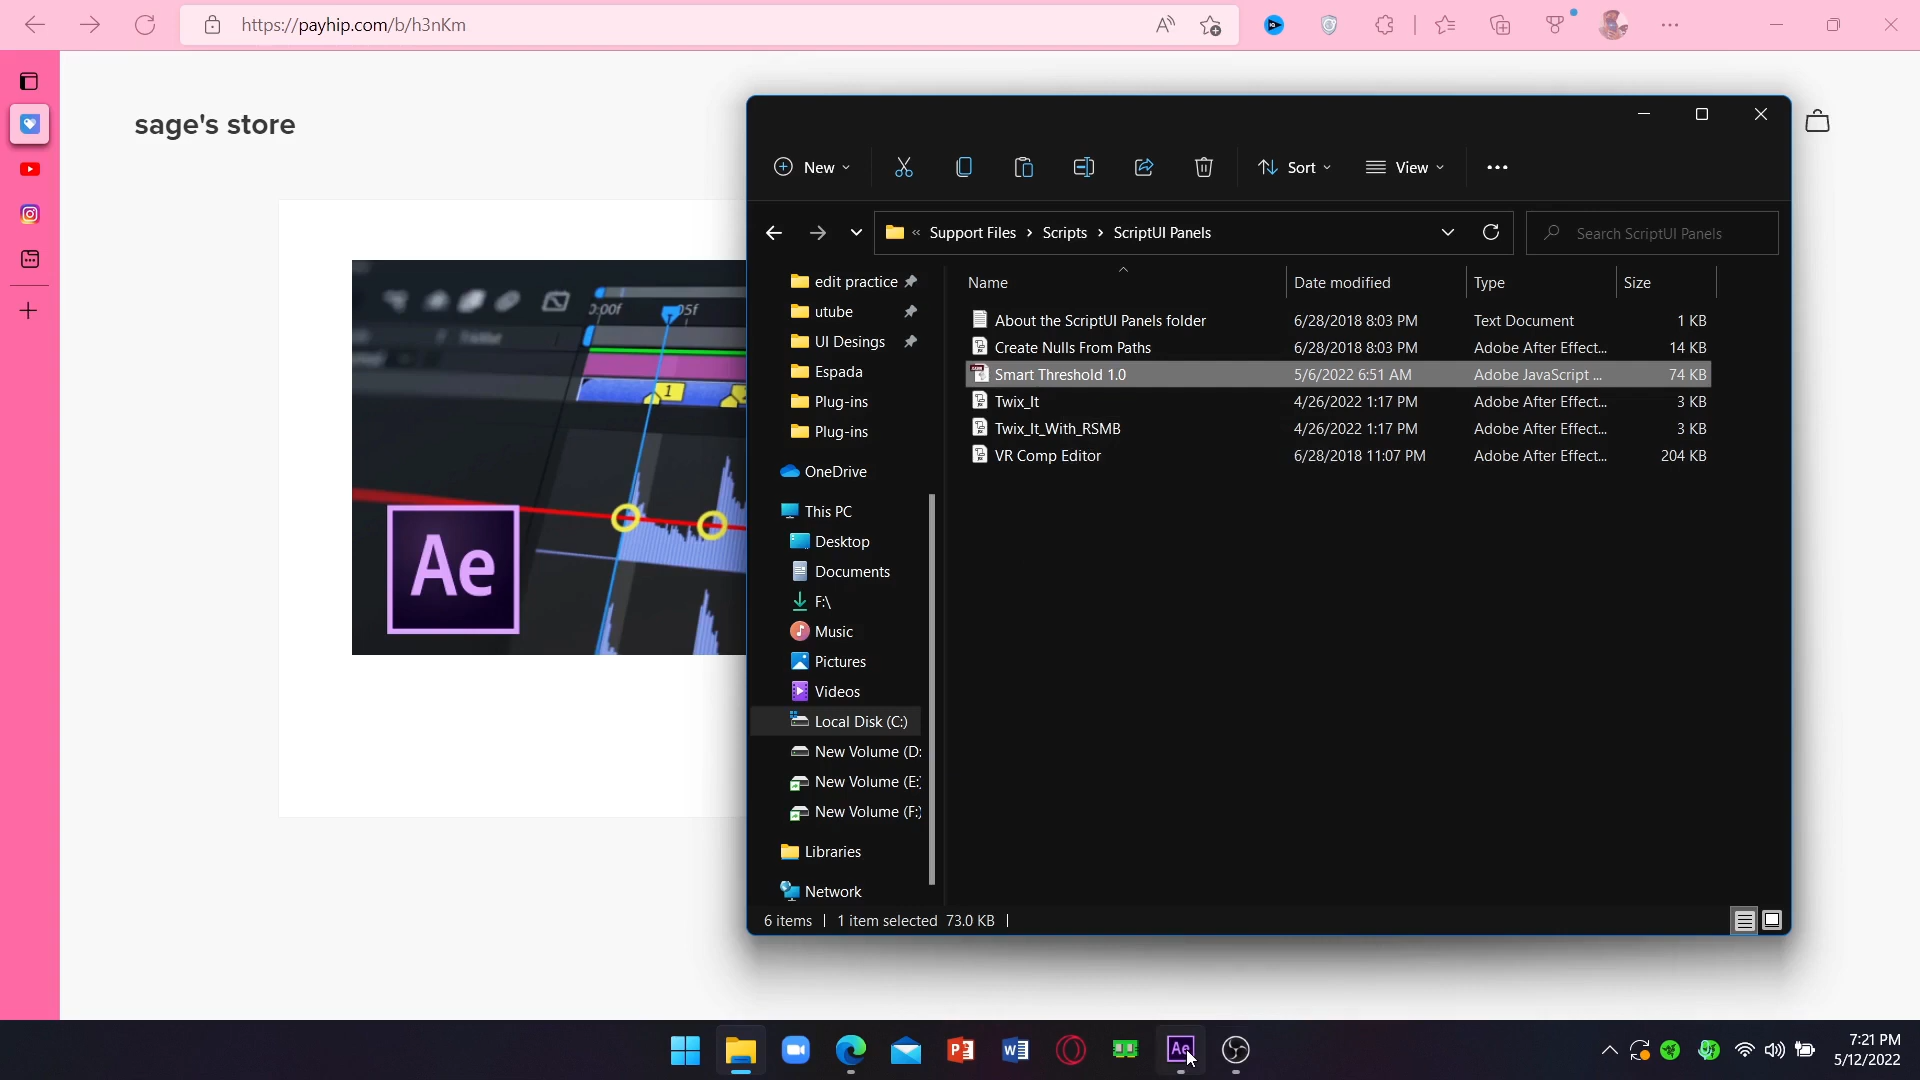 https://payhip.com/b/h3nKm
sage's store
New
Sort
View
« Support Files > Scripts > ScriptUI Panels
Search ScriptUI Panels
Name Date modified Type Size
About the ScriptUI Panels folder 6/28/2018 8:03 PM Text Document 1 KB
Create Nulls From Paths 6/28/2018 8:03 PM Adobe After Effect... 14 KB
Smart Threshold 1.0 5/6/2022 6:51 AM Adobe JavaScript ... 74 KB
Twix_It 4/26/2022 1:17 PM Adobe After Effect... 3 KB
Twix_It_With_RSMB 4/26/2022 1:17 PM Adobe After Effect... 3 KB
VR Comp Editor 6/28/2018 11:07 PM Adobe After Effect... 204 KB
edit practice
utube
UI Desings
Espada
Plug-ins
Plug-ins
OneDrive
This PC
Desktop
Documents
F:\
Music
Pictures
Videos
Local Disk (C:)
New Volume (D:
New Volume (E:
New Volume (F:)
Libraries
Network
6 items | 1 item selected 73.0 KB |
0:00f 05f
1
2
Ae
Ae
7:21 PM
5/12/2022